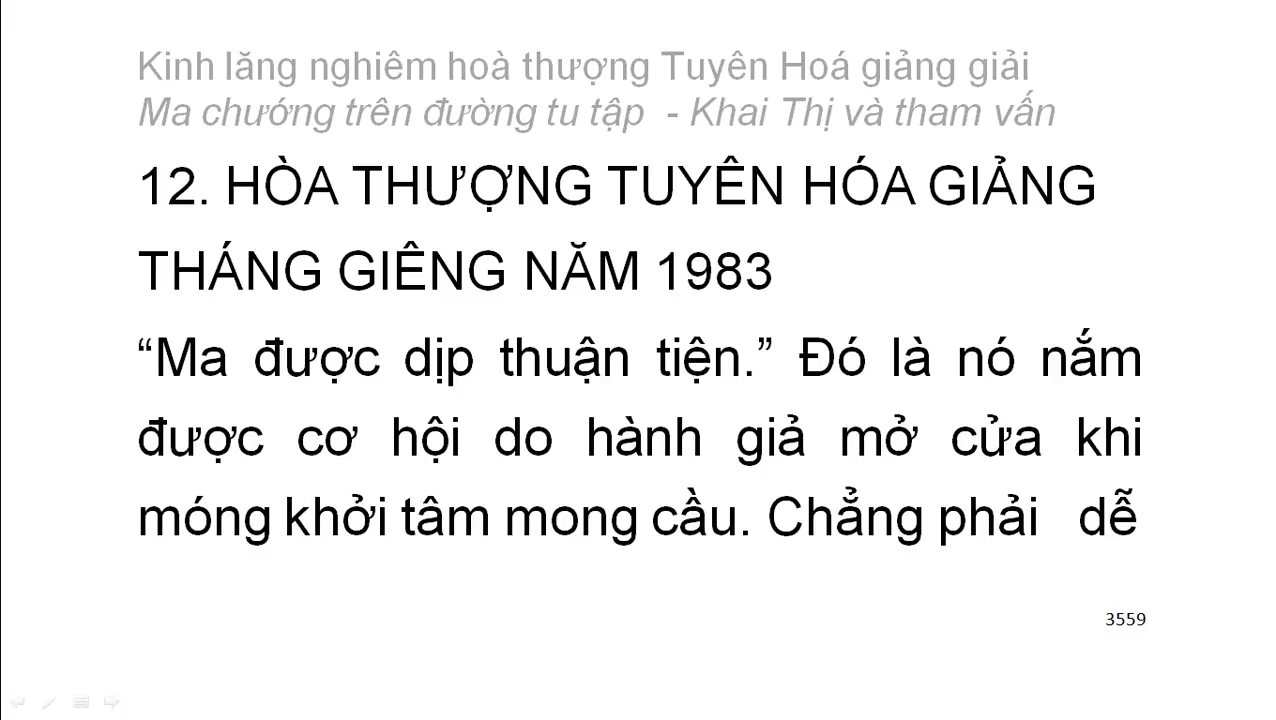 Kinh lăng nghiêm hoà thượng Tuyên Hoá giảng giải
Ma chướng trên đường tu tập - Khai Thị và tham vấn
12. HÒA THƯỢNG TUYÊN HÓA GIẢNG
THÁNG GIÊNG NĂM 1983
“Ma được dịp thuận tiện.” Đó là nó nắm
được cơ hội do hành giả mở cửa khi
móng khởi tâm mong cầu. Chẳng phải dễ
3559